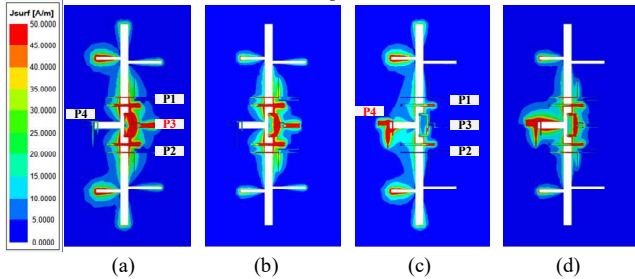 Jsurf [A/m]
50.0000
45.0000
40.0000
35.0000
30.0000
25.0000
20.0000
15.0000
10.0000
5.0000
0.0000
P1
P4
P3
P2
P1
P4
P3
P2
(a)
(b)
(c)
(d)